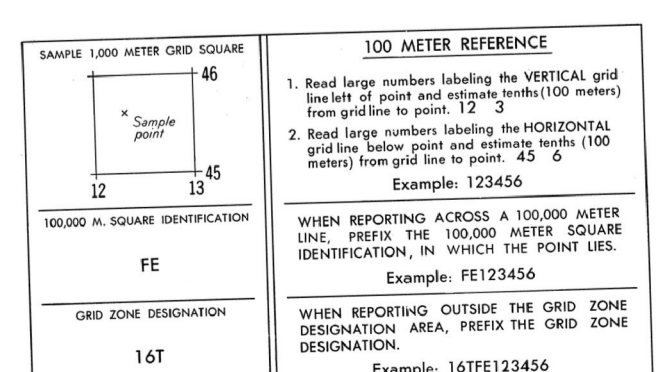 SAMPLE 1,000 METER GRID SQUARE
46
×
Sample
point
45
12 13
100,000 M. SQUARE IDENTIFICATION
FE
GRID ZONE DESIGNATION
16T
100 METER REFERENCE
1. Read large numbers labeling the VERTICAL grid
line left of point and estimate tenths (100 meters)
from grid line to point. 12 3
2. Read large numbers labeling the HORIZONTAL
grid line below point and estimate tenths (100
meters) from grid line to point. 45 6
Example: 123456
WHEN REPORTING ACROSS A 100,000 METER
LINE, PREFIX THE 100,000 METER SQUARE
IDENTIFICATION, IN WHICH THE POINT LIES.
Example: FE123456
WHEN REPORTING OUTSIDE THE GRID ZONE
DESIGNATION AREA, PREFIX THE GRID ZONE
DESIGNATION.
Example: 16TFE123456